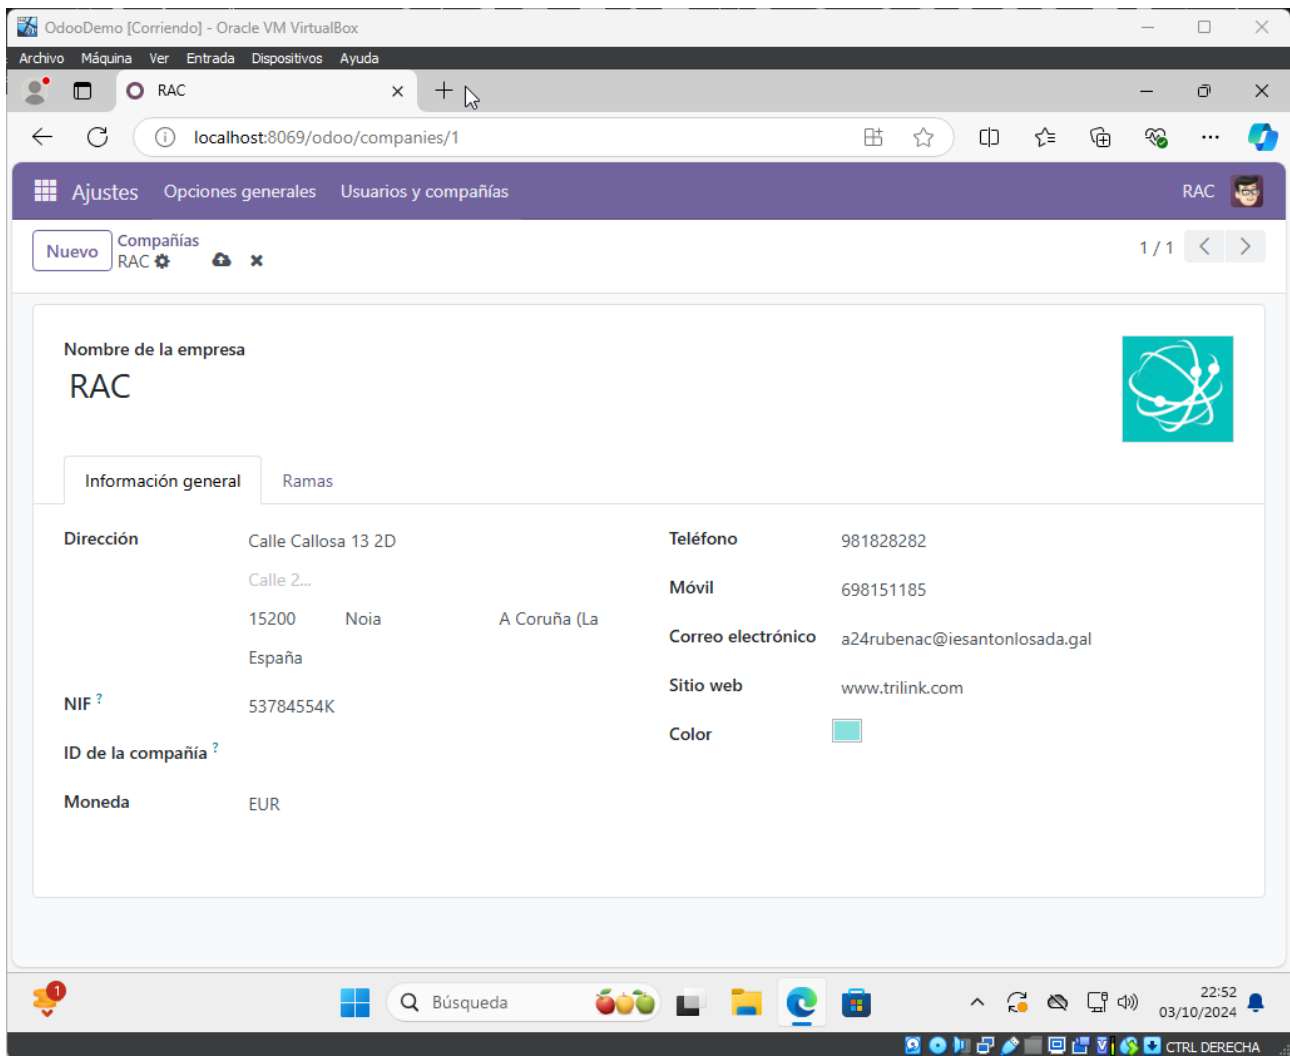 OdooDemo [Corriendo] - Oracle VM VirtualBox
Archivo Máquina Ver Entrada Dispositivos Ayuda
RAC
localhost:8069/odoo/companies/1
Ajustes Opciones generales Usuarios y compañías RAC
Nuevo Compañías
RAC
1 / 1
Nombre de la empresa
RAC
Información general Ramas
Dirección Calle Callosa 13 2D
Calle 2...
15200 Noia A Coruña (La
España
NIF ? 53784554K
ID de la compañía ?
Moneda EUR
Teléfono 981828282
Móvil 698151185
Correo electrónico a24rubenac@iesantonlosada.gal
Sitio web www.trilink.com
Color
1
Búsqueda
22:52
03/10/2024
CTRL DERECHA